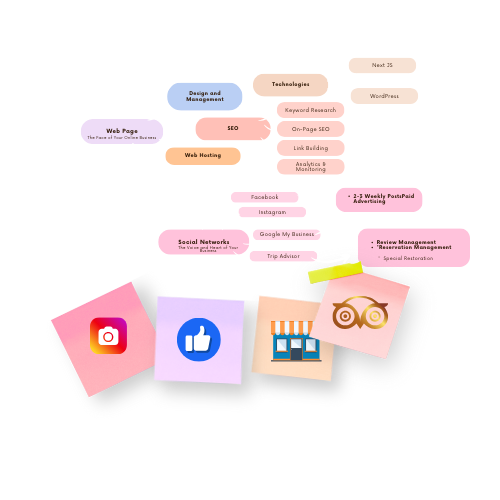 Next JS
Technologies
Design and
Management
WordPress
Keyword Research
Web Page
The Face of Your Online Business
SEO
On-Page SEO
Link Building
Web Hosting
Analytics &
Monitoring
Facebook
• 2-3 Weekly PostsPaid
Advertising
Instagram
Google My Business
Social Networks
The Voice and Heart of Your
Business
Trip Advisor
• Review Management
• "Reservation Management
Special Restoration